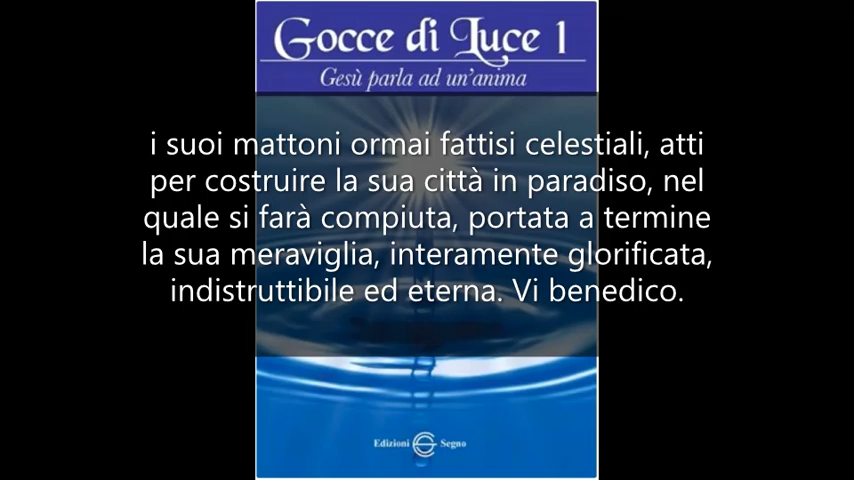 Gocce di Luce 1
Gesù parla ad un'anima
i suoi mattoni ormai fattisi celestiali, atti
per costruire la sua città in paradiso, nel
quale si farà compiuta, portata a termine
la sua meraviglia, interamente glorificata,
indistruttibile ed eterna. Vi benedico.
Edizioni Segno